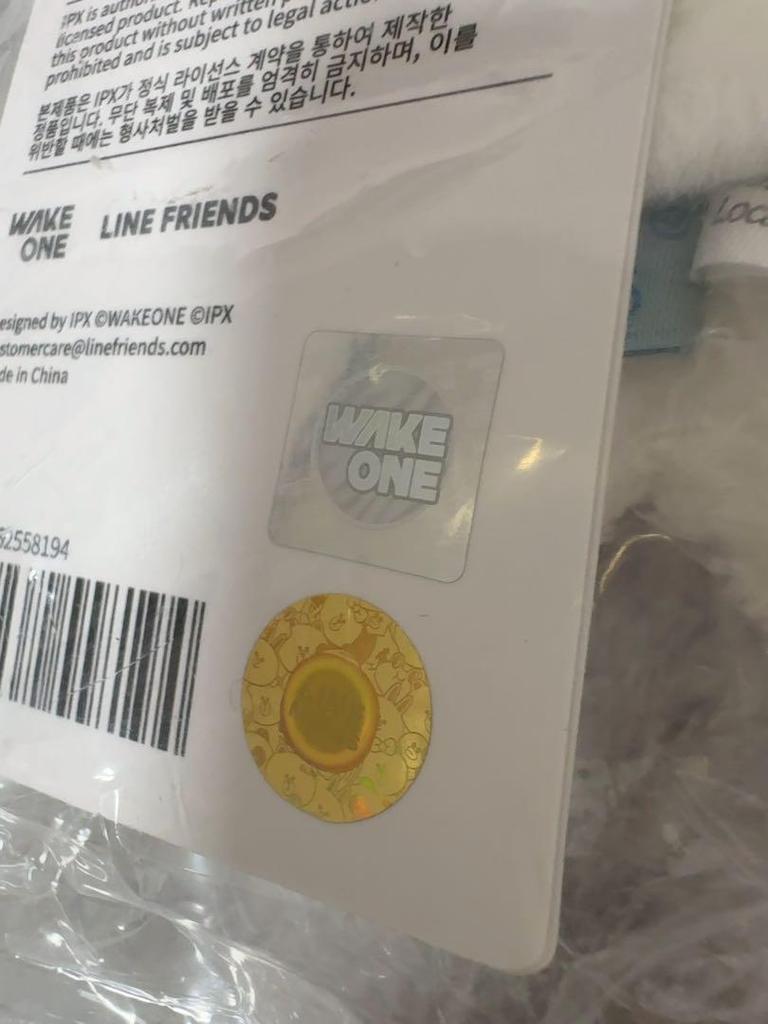 IPX is
licensed product.
this product without written
prohibited and is subject to legal
본제품은 IPX가 정식 라이선스 계약을 통하여 제작한
정품입니다. 무단 복제 및 배포를 엄격히 금지하며, 이를
위반할 때에는 형사처벌을 받을 수 있습니다.
WAKE ONE LINE FRIENDS
esigned by IPX ©WAKEONE ©IPX
stomercare@linefriends.com
de in China
WAKE
ONE
2558194